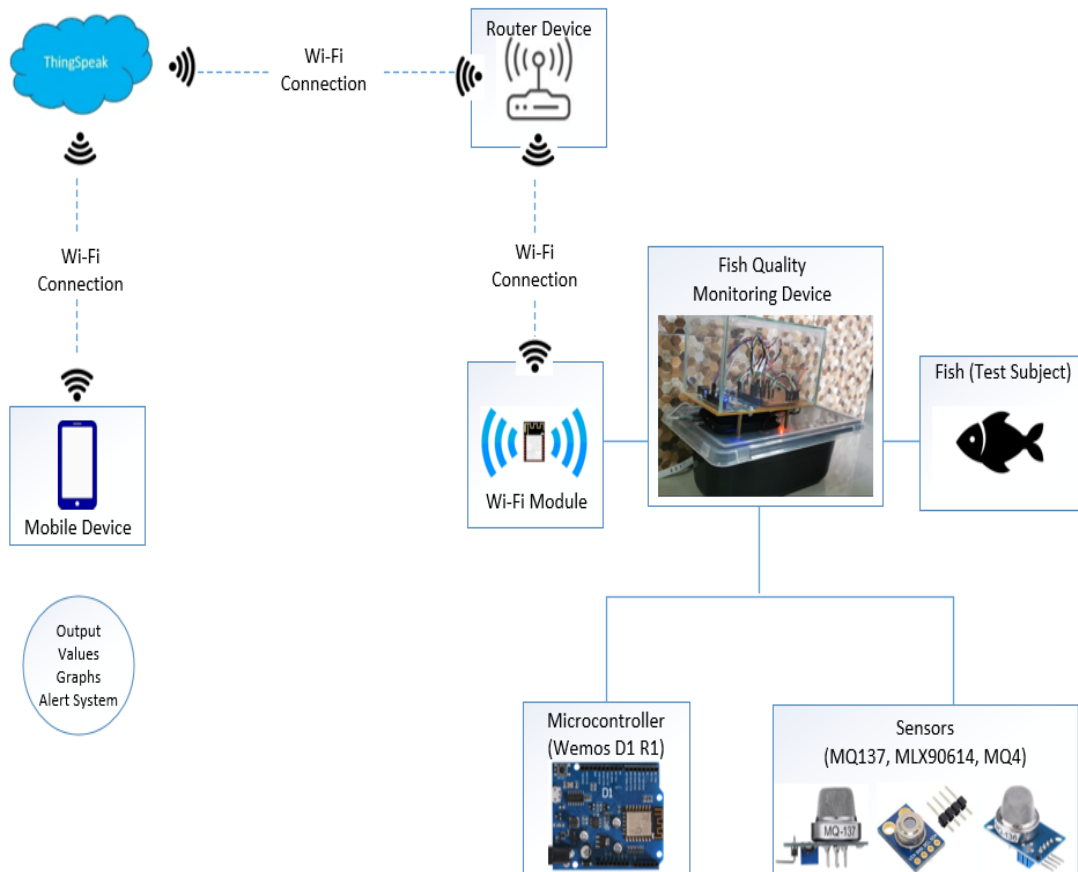 ThingSpeak
Wi-Fi
Connection
Router Device
Wi-Fi
Connection
Wi-Fi
Connection
Fish Quality
Monitoring Device
Fish (Test Subject)
Wi-Fi Module
Mobile Device
Output
Values
Graphs
Alert System
Microcontroller
(Wemos D1 R1)
D1
Sensors
(MQ137, MLX90614, MQ4)
MQ-137